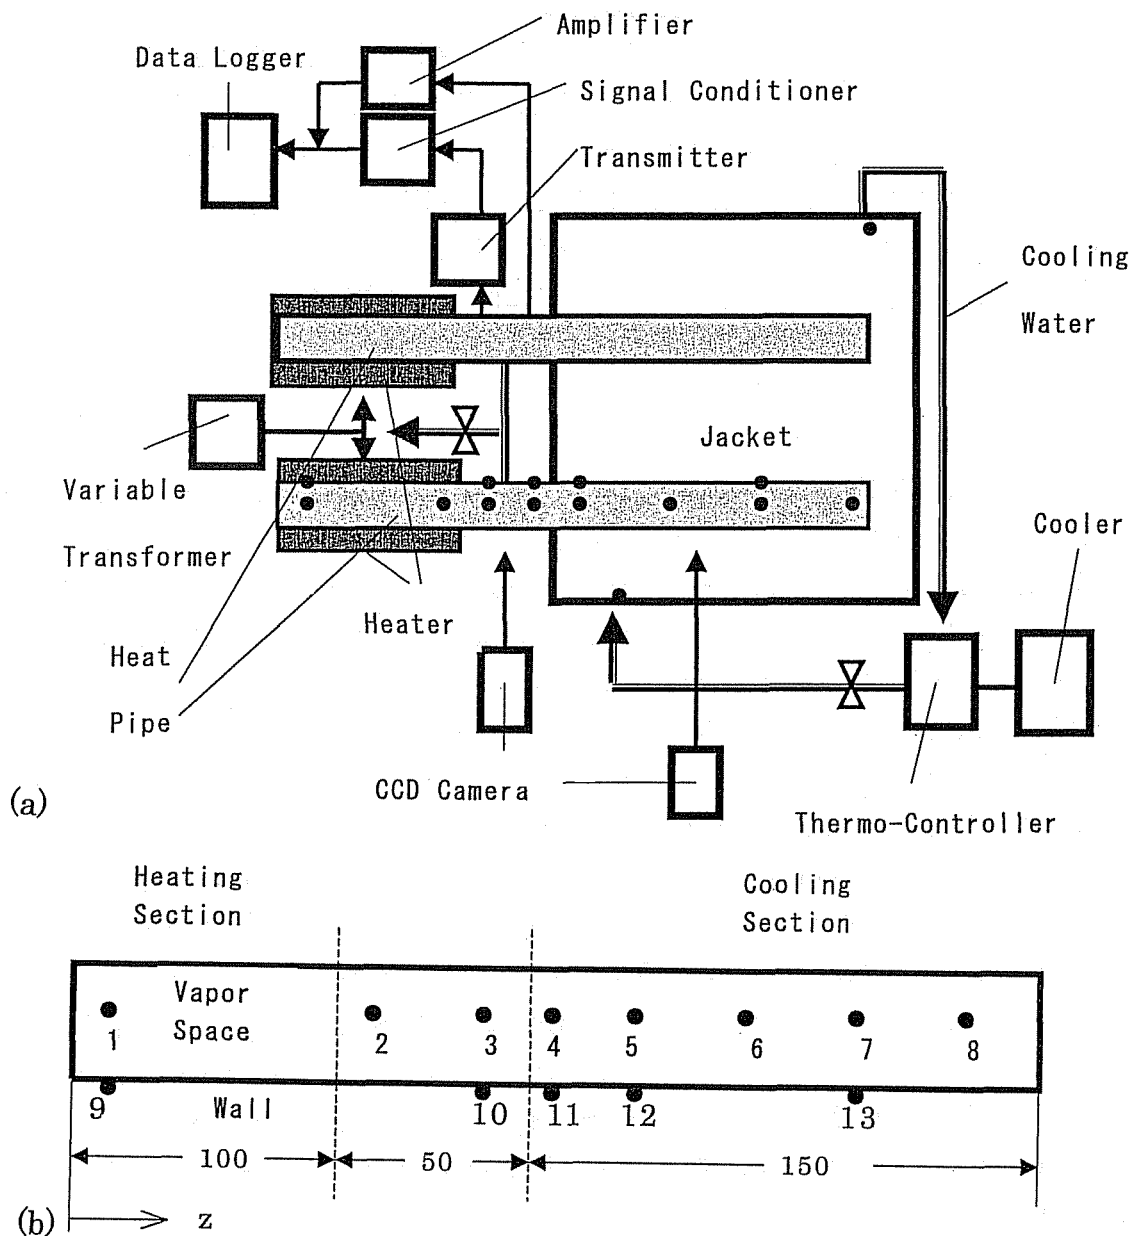 Amplifier
Data Logger
Signal Conditioner
Transmitter
Cooling
Water
Jacket
Variable
Transformer
Cooler
Heater
Heat
Pipe
CCD Camera
(a)
Thermo-Controller
Heating
Section
Cooling
Section
Vapor
Space
1
2
3
4
5
6
7
8
9
Wall
10
11
12
13
100
50
150
(b)
z